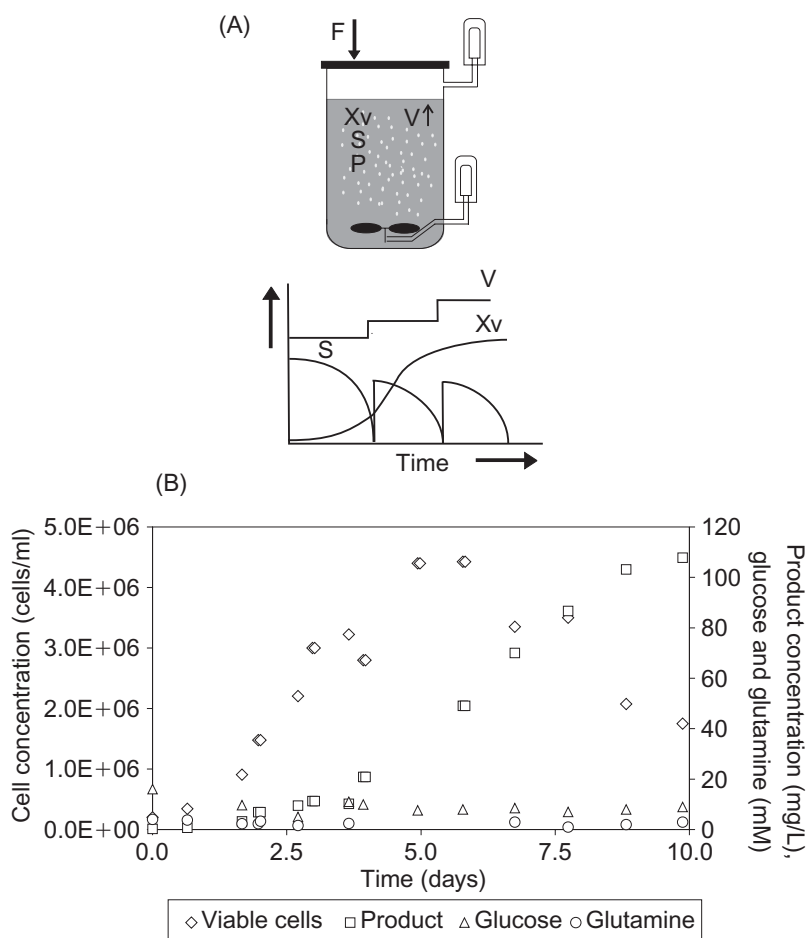 (A)
F
Xv V↑
S
P
V
Xv
S
Time
(B)
Cell concentration (cells/ml)
5.0E+06
4.0E+06
3.0E+06
2.0E+06
1.0E+06
0.0E+00
120
100
80
60
40
20
0
Product concentration (mg/L),
glucose and glutamine (mM)
0.0 2.5 5.0 7.5 10.0
Time (days)
◇ Viable cells □ Product △ Glucose ○ Glutamine